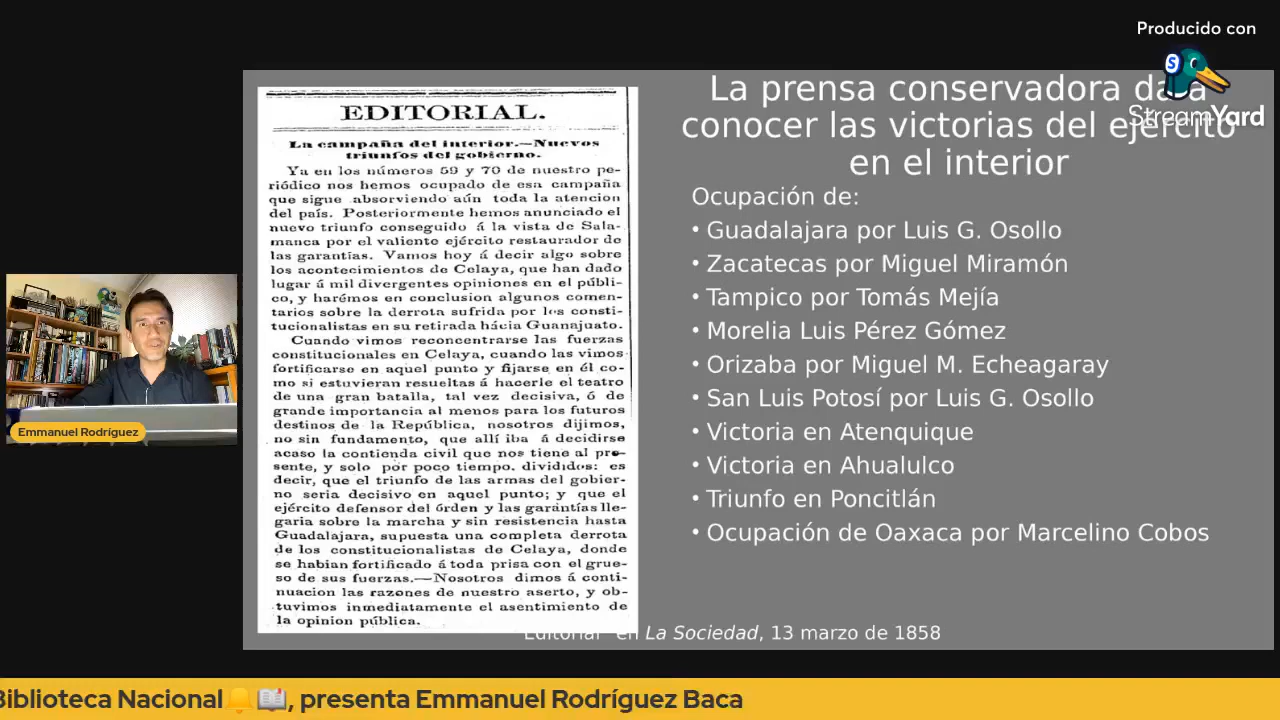 Producido con
StreamYard
La prensa conservadora da a
conocer las victorias del ejército
en el interior
Ocupación de:
• Guadalajara por Luis G. Osollo
• Zacatecas por Miguel Miramón
• Tampico por Tomás Mejía
• Morelia Luis Pérez Gómez
• Orizaba por Miguel M. Echeagaray
• San Luis Potosí por Luis G. Osollo
• Victoria en Atenquique
• Victoria en Ahualulco
• Triunfo en Poncitlán
• Ocupación de Oaxaca por Marcelino Cobos
EDITORIAL.
La campaña del interior.—Nuevos
triunfos del gobierno.
Ya en los números 59 y 70 de nuestro pe-
riódico nos hemos ocupado de esa campaña
que sigue absorviendo aún toda la atencion
del país. Posteriormente hemos anunciado el
nuevo triunfo conseguido á la vista de Sala-
manca por el valiente ejército restaurador de
las garantías. Vamos hoy á decir algo sobre
los acontecimientos de Celaya, que han dado
lugar á mil divergentes opiniones en el públi-
co, y harémos en conclusion algunos comen-
tarios sobre la derrota sufrida por los consti-
tucionalistas en su retirada hácia Guanajuato.
Cuando vimos reconcentrarse las fuerzas
constitucionales en Celaya, cuando las vimos
fortificarse en aquel punto y fijarse en él co-
mo si estuvieran resueltas á hacerle el teatro
de una gran batalla, tal vez decisiva, ó de
grande importancia al menos para los futuros
destinos de la República, nosotros dijimos,
no sin fundamento, que allí iba á decidirse
acaso la contienda civil que nos tiene al pre-
sente, y solo por poco tiempo, divididos: es
decir, que el triunfo de las armas del gobier-
no seria decisivo en aquel punto; y que el
ejército defensor del órden y las garantías lle-
garia sobre la marcha y sin resistencia hasta
Guadalajara, supuesta una completa derrota
de los constitucionalistas de Celaya, donde
se habian fortificado á toda prisa con el grue-
so de sus fuerzas.—Nosotros dimos á conti-
nuacion las razones de nuestro aserto, y ob-
tuvimos inmediatamente el asentimiento de
la opinion pública.
"Editorial" en La Sociedad, 13 marzo de 1858
Emmanuel Rodríguez
Biblioteca Nacional🔔📖, presenta Emmanuel Rodríguez Baca